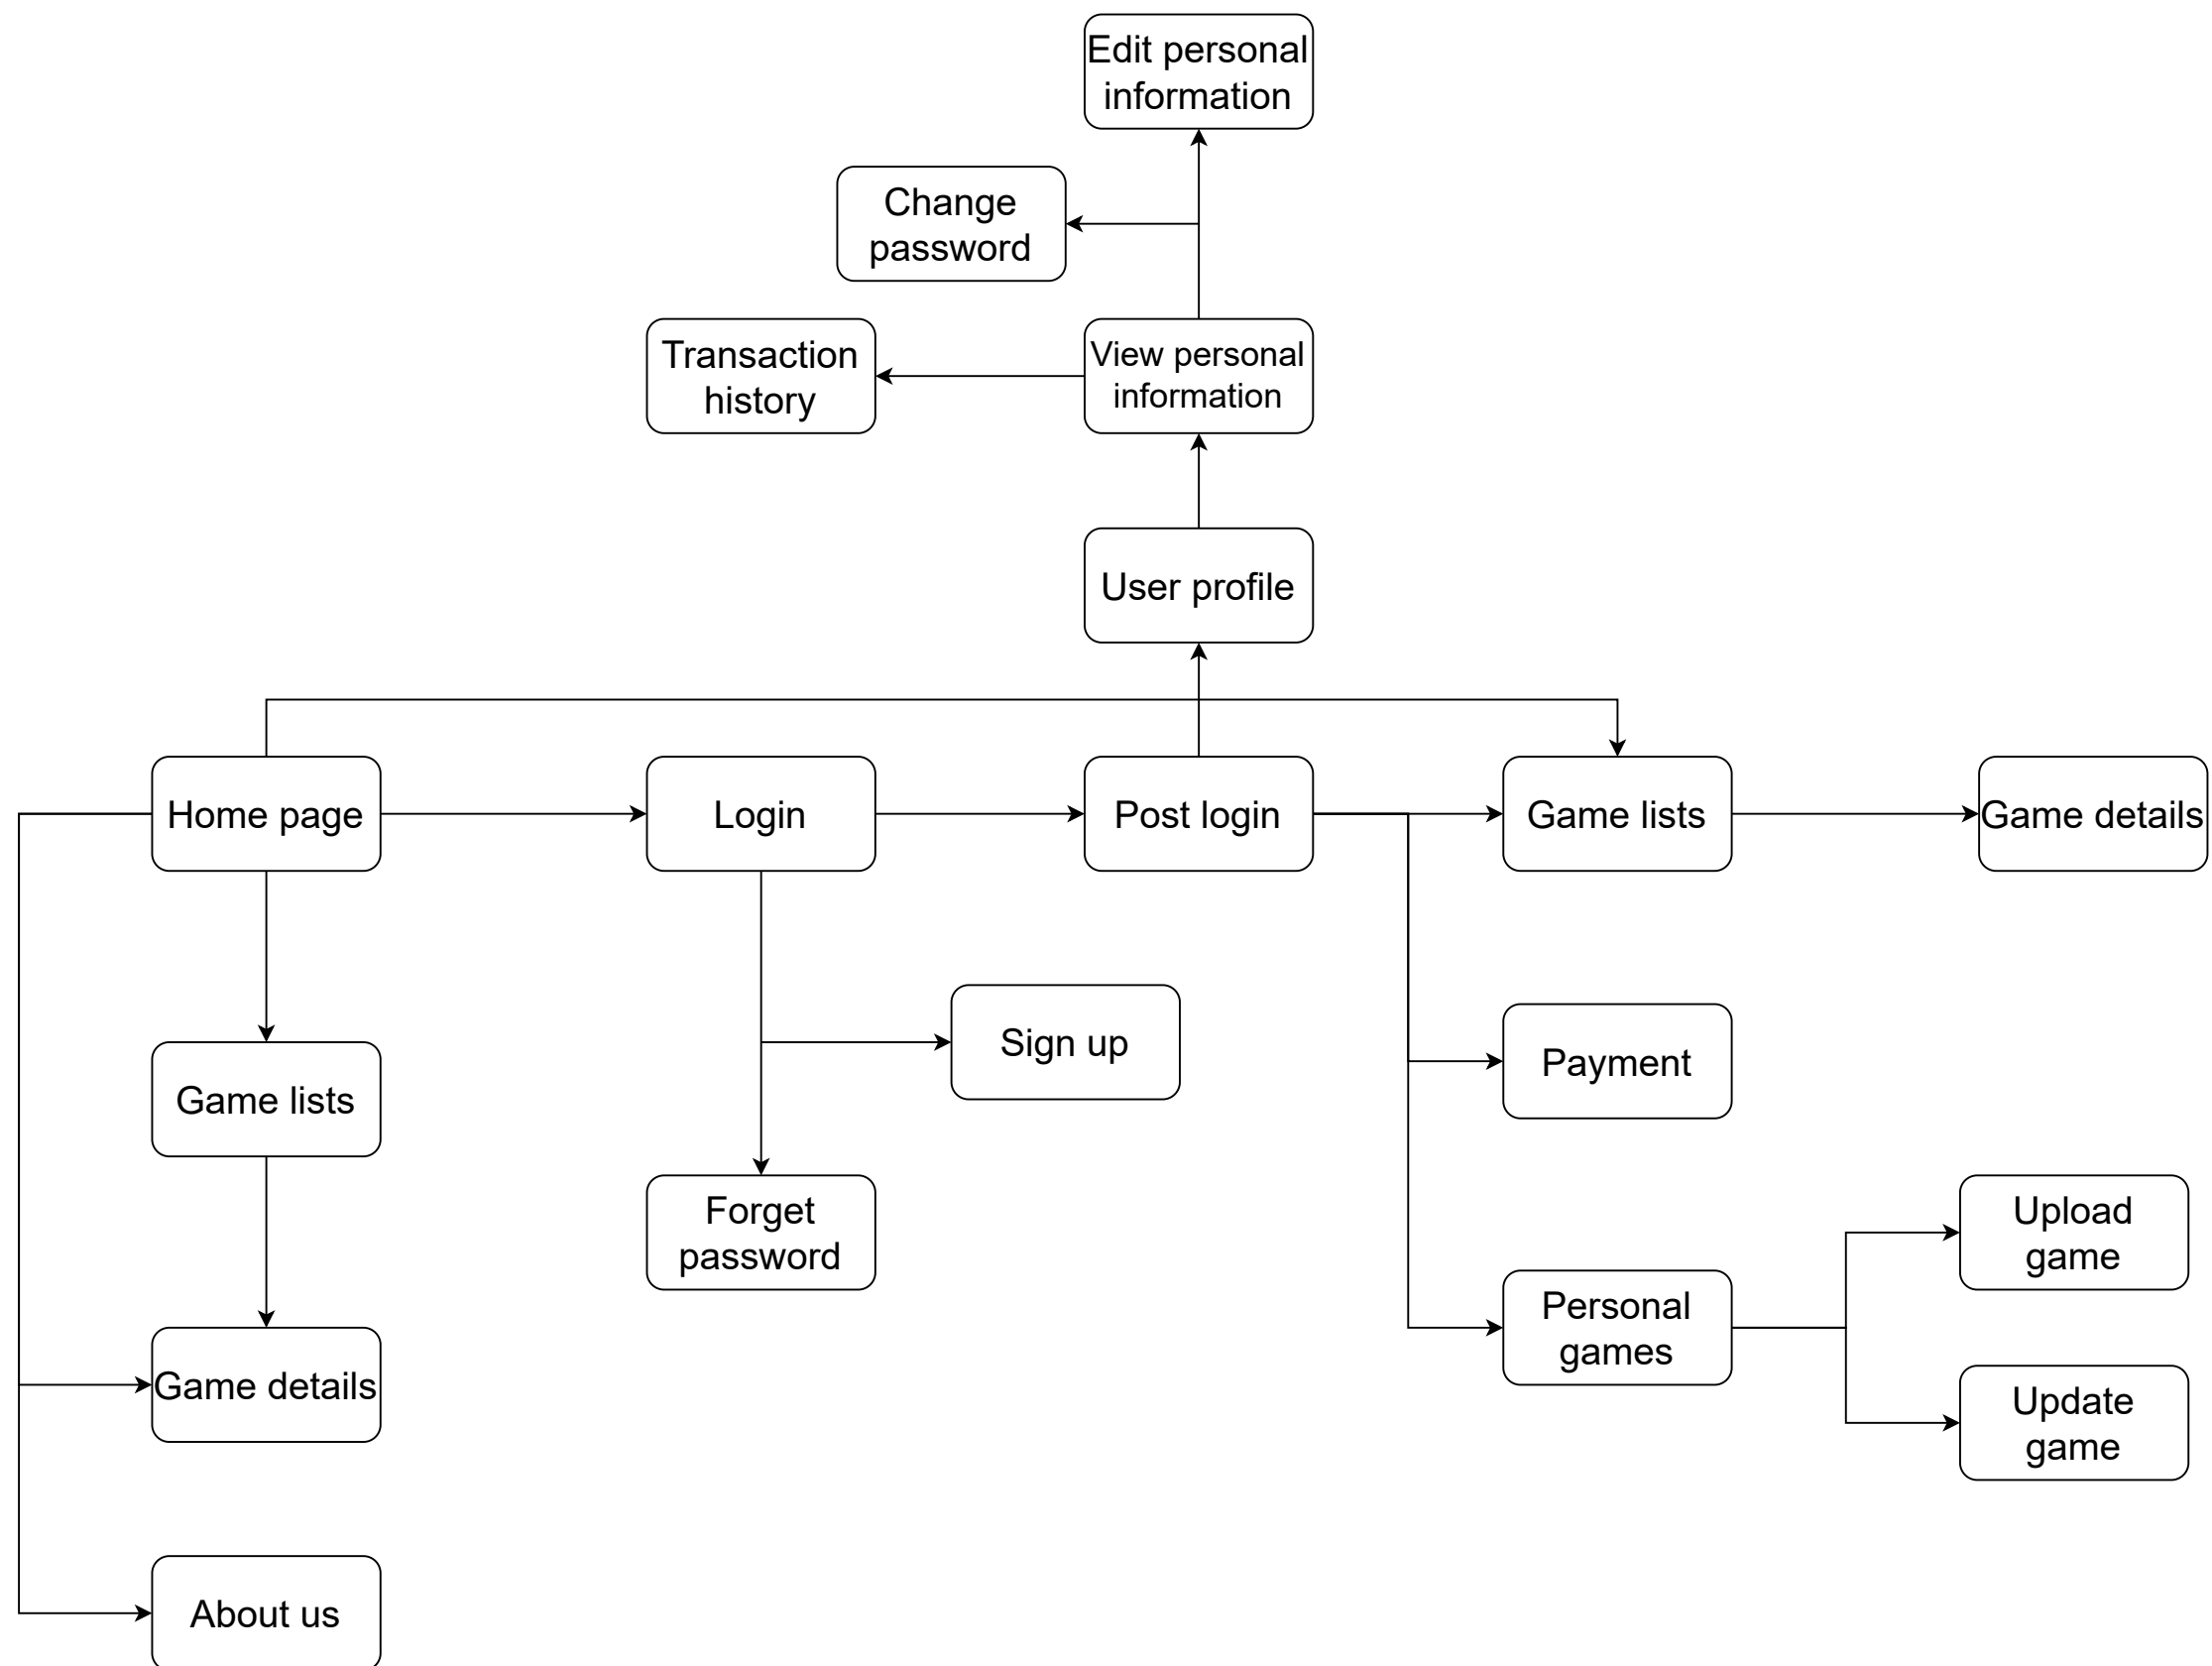 Edit personal
information
Change
password
Transaction
history
View personal
information
User profile
Home page
Login
Post login
Game lists
Game details
Sign up
Payment
Game lists
Forget
password
Upload
game
Personal
games
Game details
Update
game
About us